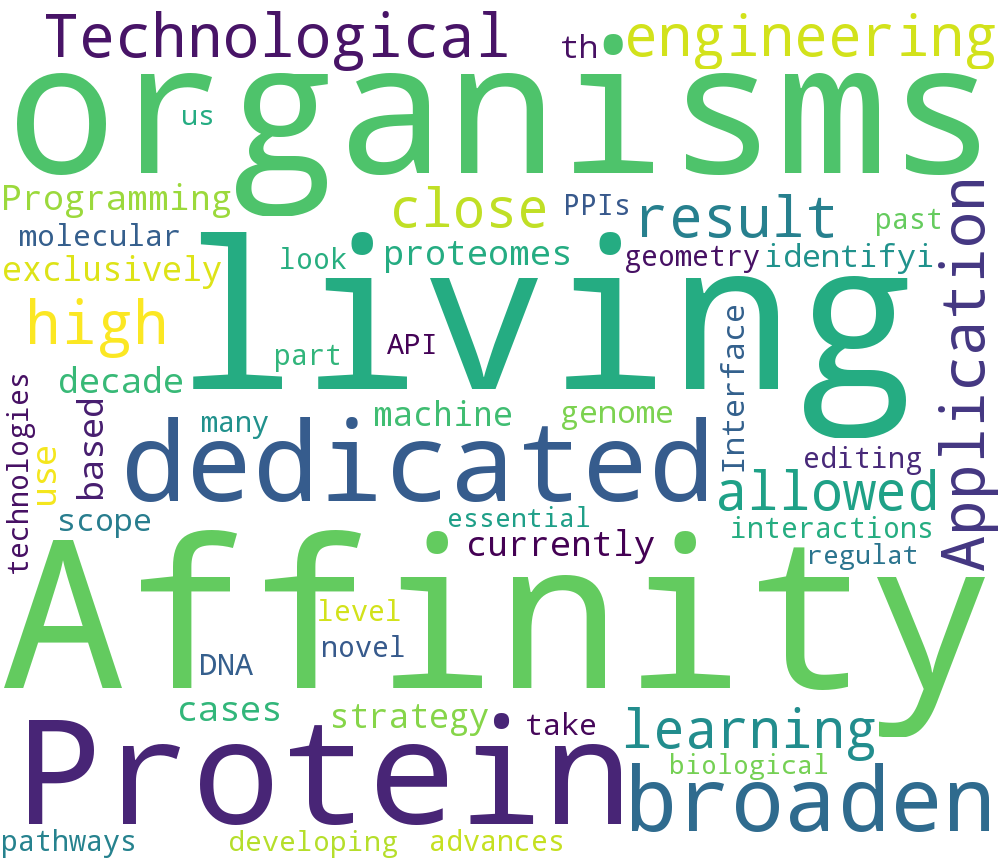 Technological
th
engineering
organisms
us
Programming
close
PPIs
result
past
molecular
look
proteomes
geometry
identifyi
exclusively
living
high
part
API
Interface
Application
decade
technologies
use
based
many
machine
genome
dedicated
editing
allowed
scope
essential
currently
interactions
regulat
Affinity
level
novel
DNA
cases
strategy
take
learning
Protein
biological
broaden
pathways
developing
advances